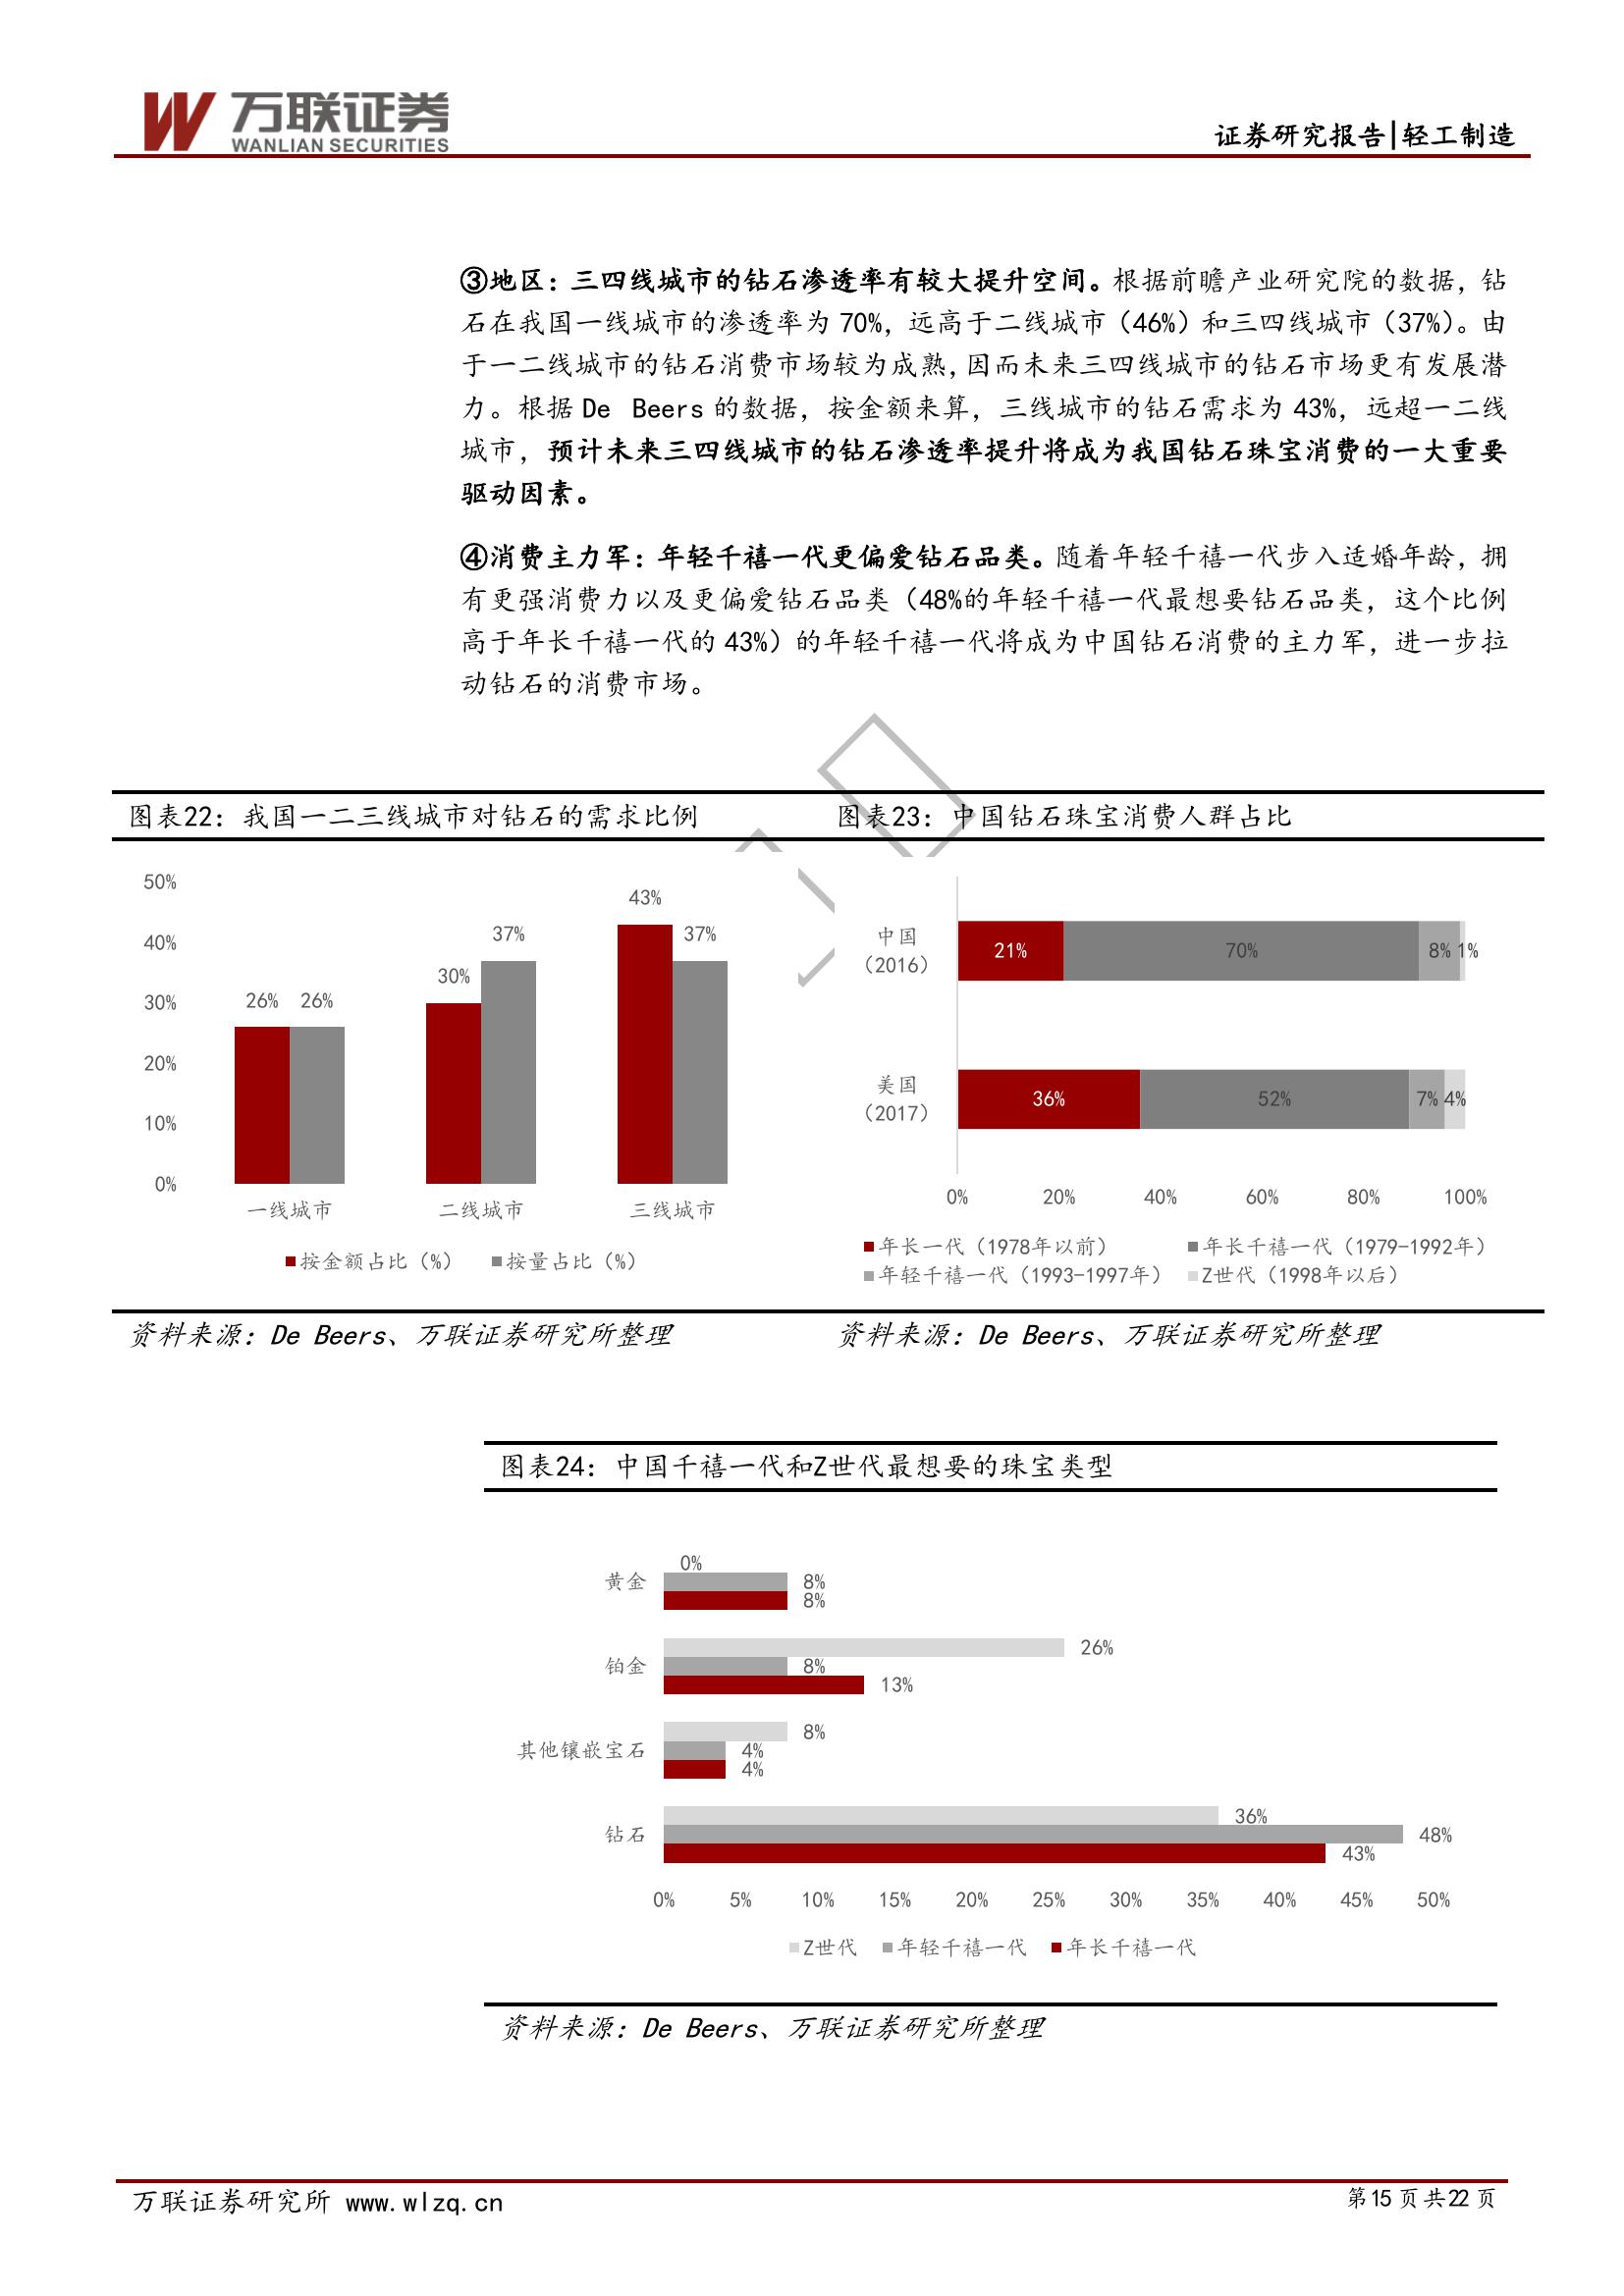 万联证券
WANLIAN SECURITIES
证券研究报告|轻工制造
③地区：三四线城市的钻石渗透率有较大提升空间。根据前瞻产业研究院的数据，钻
石在我国一线城市的渗透率为 70%，远高于二线城市（46%）和三四线城市（37%）。由
于一二线城市的钻石消费市场较为成熟，因而未来三四线城市的钻石市场更有发展潜
力。根据 De Beers 的数据，按金额来算，三线城市的钻石需求为 43%，远超一二线
城市，预计未来三四线城市的钻石渗透率提升将成为我国钻石珠宝消费的一大重要
驱动因素。
④消费主力军：年轻千禧一代更偏爱钻石品类。随着年轻千禧一代步入适婚年龄，拥
有更强消费力以及更偏爱钻石品类（48%的年轻千禧一代最想要钻石品类，这个比例
高于年长千禧一代的 43%）的年轻千禧一代将成为中国钻石消费的主力军，进一步拉
动钻石的消费市场。
图表22：我国一二三线城市对钻石的需求比例
50%
40%
30%
20%
10%
0%
26% 26%
30%
37%
43%
37%
一线城市 二线城市 三线城市
按金额占比（%） 按量占比（%）
资料来源：De Beers、万联证券研究所整理
图表23：中国钻石珠宝消费人群占比
中国
（2016）
21% 70% 8% 1%
美国
（2017）
36% 52% 7% 4%
0% 20% 40% 60% 80% 100%
年长一代（1978年以前） 年长千禧一代（1979-1992年）
年轻千禧一代（1993-1997年） Z世代（1998年以后）
资料来源：De Beers、万联证券研究所整理
图表24：中国千禧一代和Z世代最想要的珠宝类型
0%
黄金 8%
8%
26%
铂金 8%
13%
8%
其他镶嵌宝石 4%
4%
36%
钻石 48%
43%
0% 5% 10% 15% 20% 25% 30% 35% 40% 45% 50%
Z世代 年轻千禧一代 年长千禧一代
资料来源：De Beers、万联证券研究所整理
万联证券研究所 www.wlzq.cn
第 15 页 共 22 页